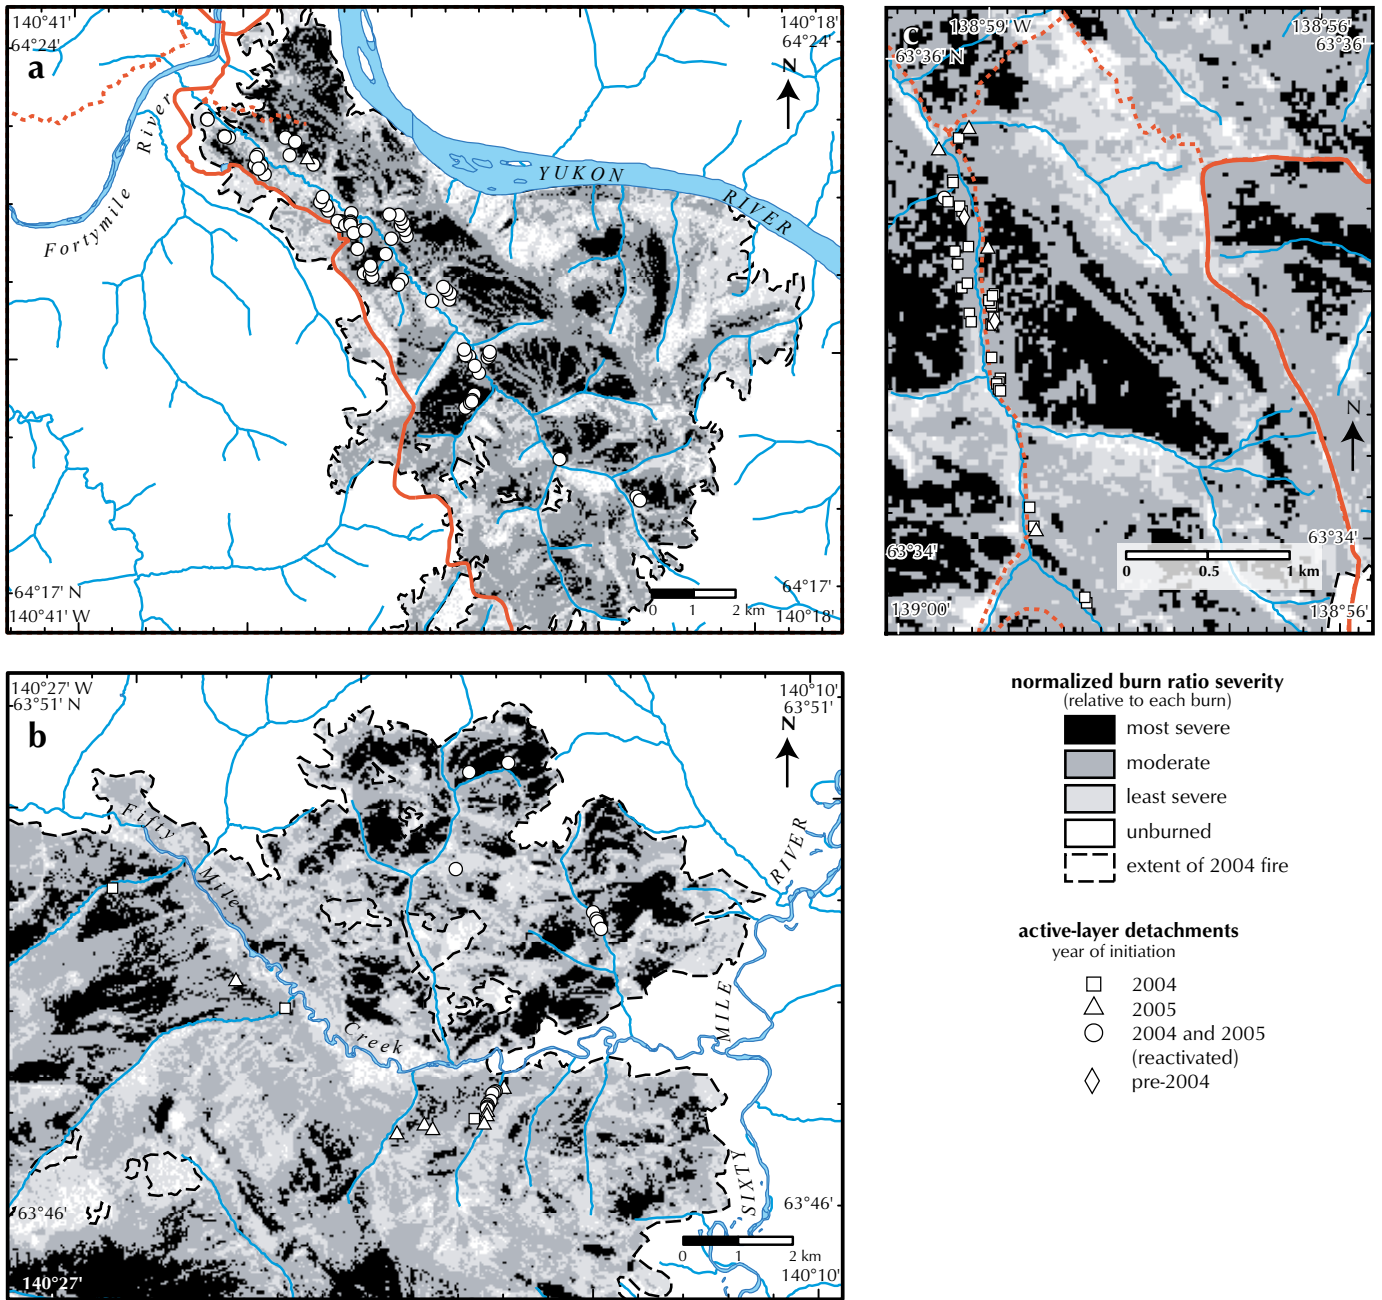 140°41'
64°24'
a
140°18'
64°24'
N
Fortymile River
YUKON RIVER
64°17' N
140°41' W
0 1 2 km
64°17'
140°18'
c
138°59' W
63°36' N
138°56'
63°36'
N
63°34'
63°34'
0 0.5 1 km
139°00'
138°56'
140°27' W
63°51' N
b
140°10'
63°51'
N
Fifty Mile Creek
SIXTY MILE RIVER
63°46'
63°46'
0 1 2 km
140°27'
140°10'
normalized burn ratio severity
(relative to each burn)
most severe
moderate
least severe
unburned
extent of 2004 fire
active-layer detachments
year of initiation
2004
2005
2004 and 2005
(reactivated)
pre-2004